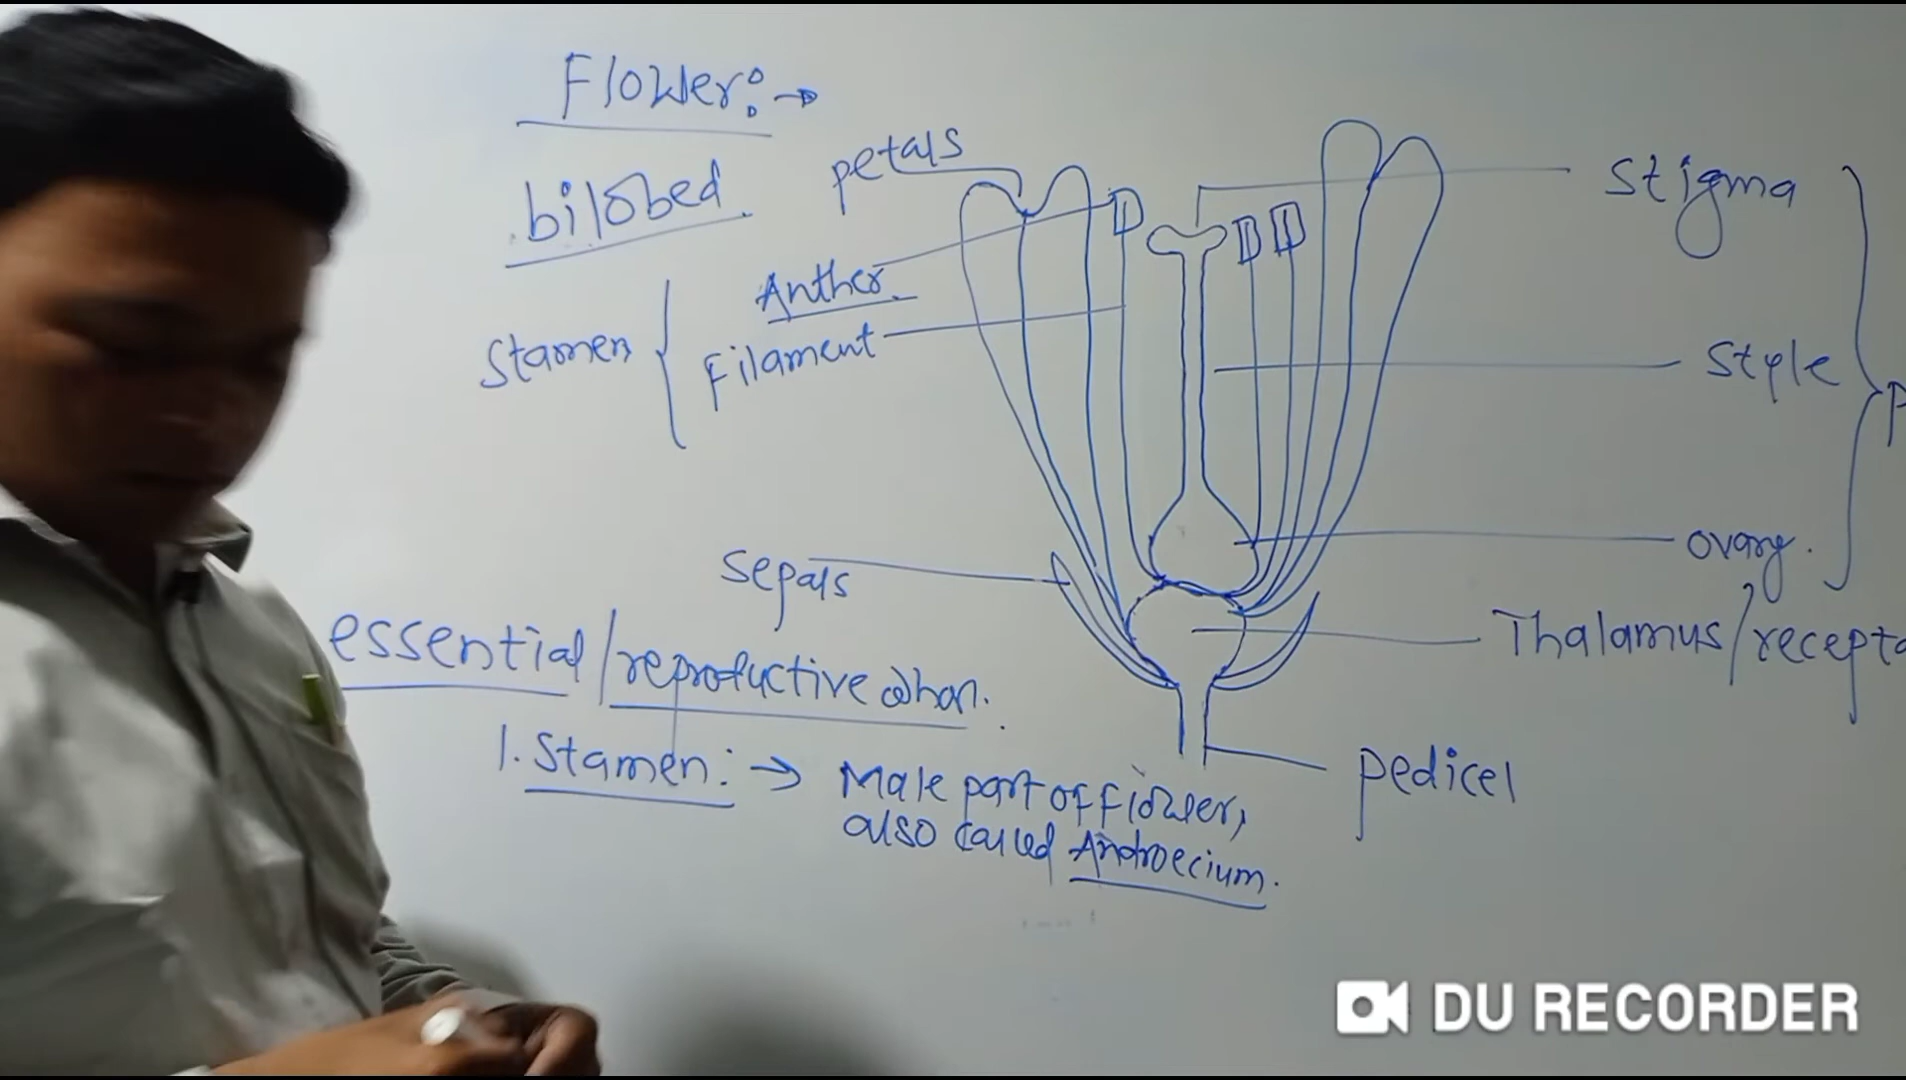 Flower:→
bilobed.
petals
Stigma
Anther.
Stamen {
Filament
Style
P
ovary.
Sepals
Thalamus/recepta
essential/reproductive whorl.
1. Stamen:→ Male part of Flower,
also called Androecium.
pedicel
DU RECORDER